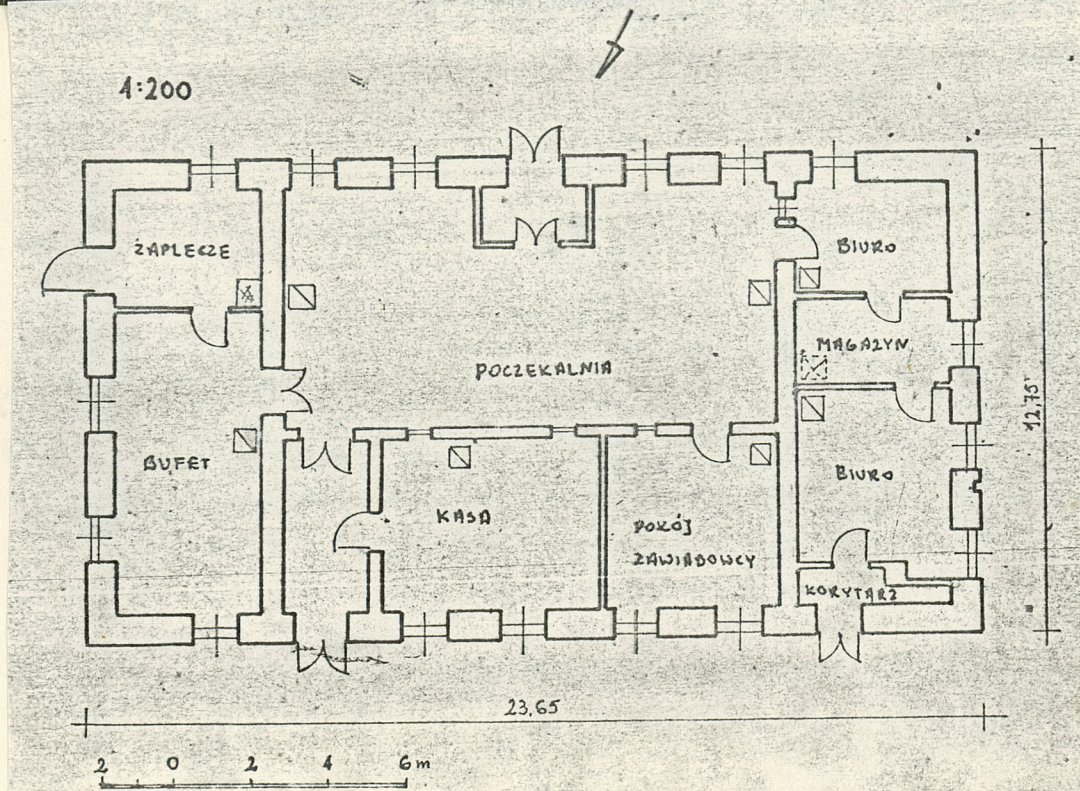 1:200
ZAPLECZE
BIURO
MAGAZYN
POCZEKALNIA
12,75
BUFET
BIURO
KASA
POKÓJ
ZAWIADOWCY
KORYTARZ
23,65
2 0 2 4 6m